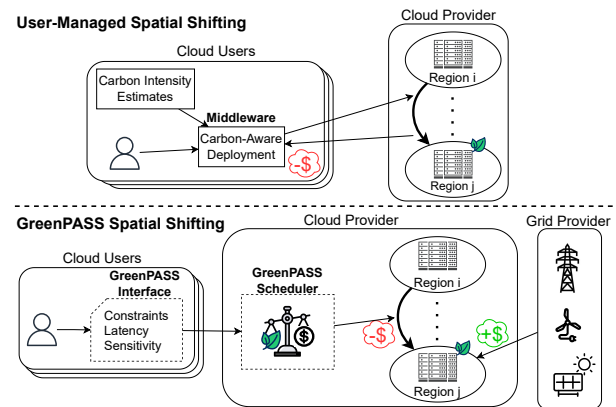 User-Managed Spatial Shifting
Cloud Provider
Cloud Users
Carbon Intensity
Estimates
Middleware
Carbon-Aware
Deployment
-$
Region i
Region j
GreenPASS Spatial Shifting
Cloud Provider
Grid Provider
Cloud Users
GreenPASS
Interface
Constraints
Latency
Sensitivity
GreenPASS
Scheduler
$
-$
+$
Region i
Region j